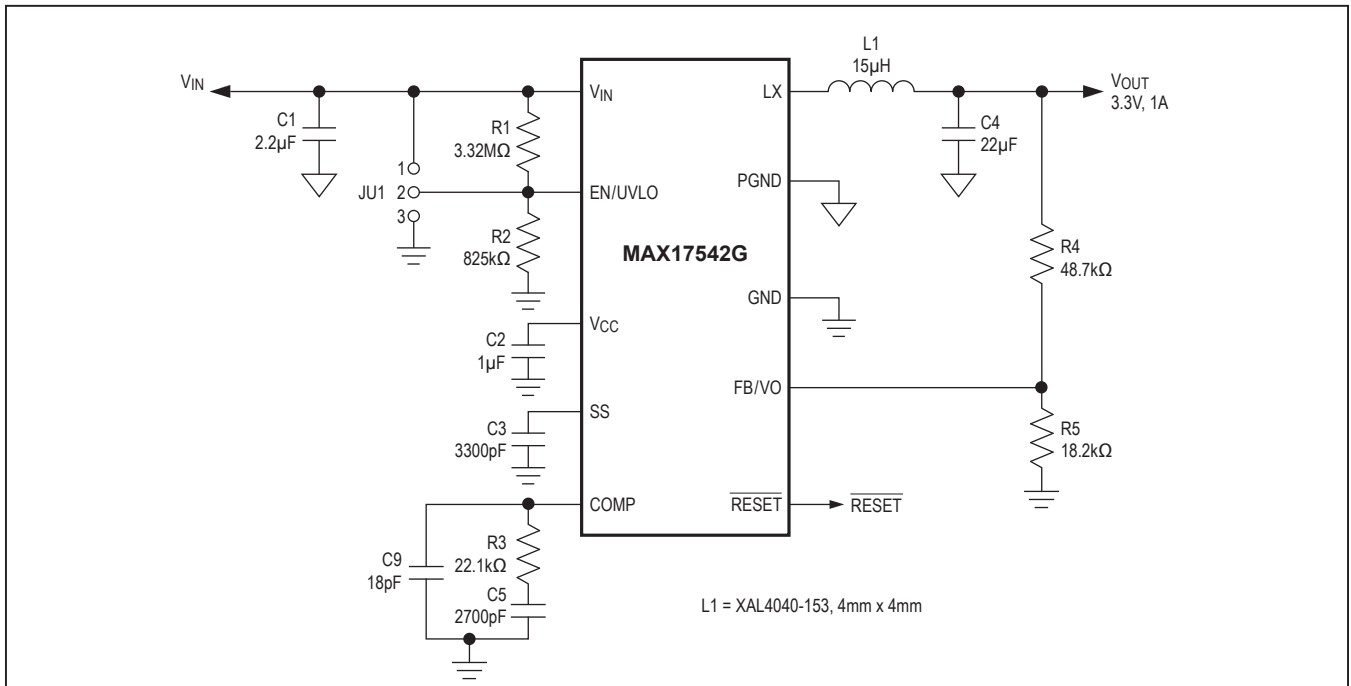 VIN
C1
2.2µF
JU1
1
2
3
R1
3.32MΩ
R2
825kΩ
C2
1µF
C3
3300pF
C9
18pF
R3
22.1kΩ
C5
2700pF
VIN
EN/UVLO
VCC
SS
COMP
MAX17542G
LX
PGND
GND
FB/VO
RESET
RESET
L1
15µH
C4
22µF
VOUT
3.3V, 1A
R4
48.7kΩ
R5
18.2kΩ
L1 = XAL4040-153, 4mm x 4mm